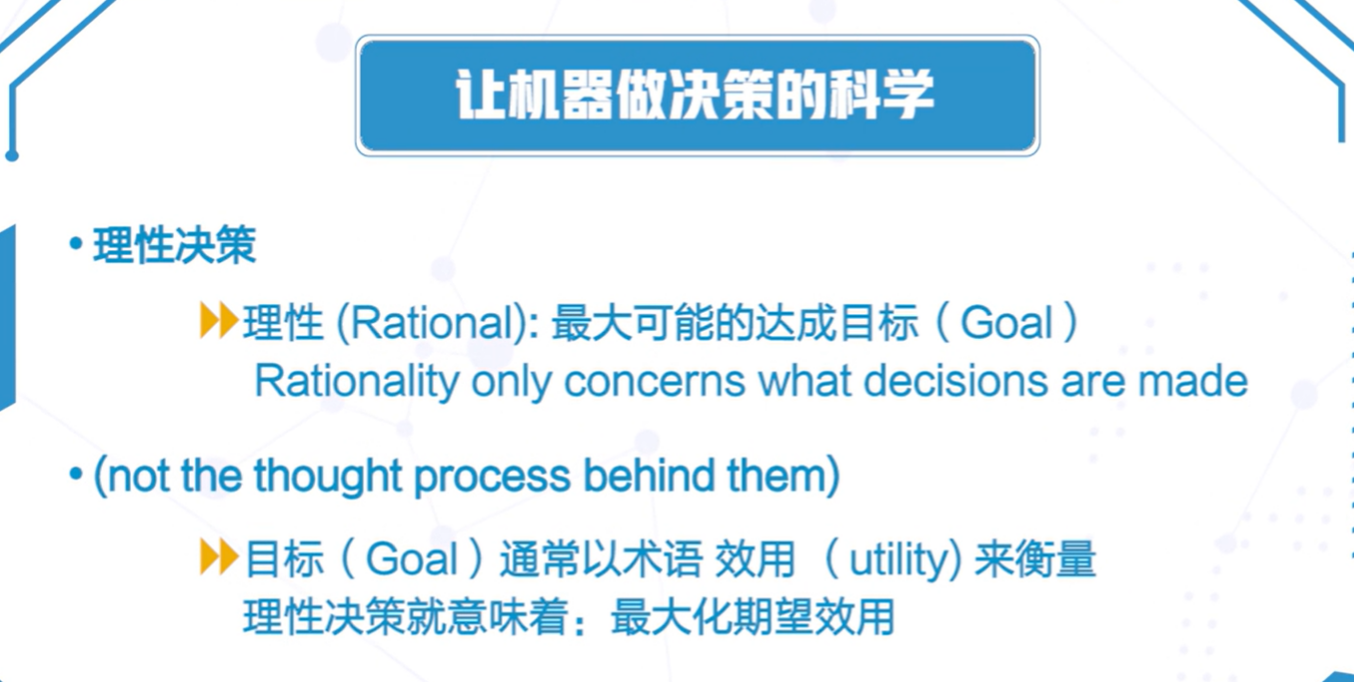 让机器做决策的科学
• 理性决策
理性 (Rational): 最大可能的达成目标（Goal）
Rationality only concerns what decisions are made
• (not the thought process behind them)
目标（Goal）通常以术语 效用 （utility) 来衡量
理性决策就意味着：最大化期望效用